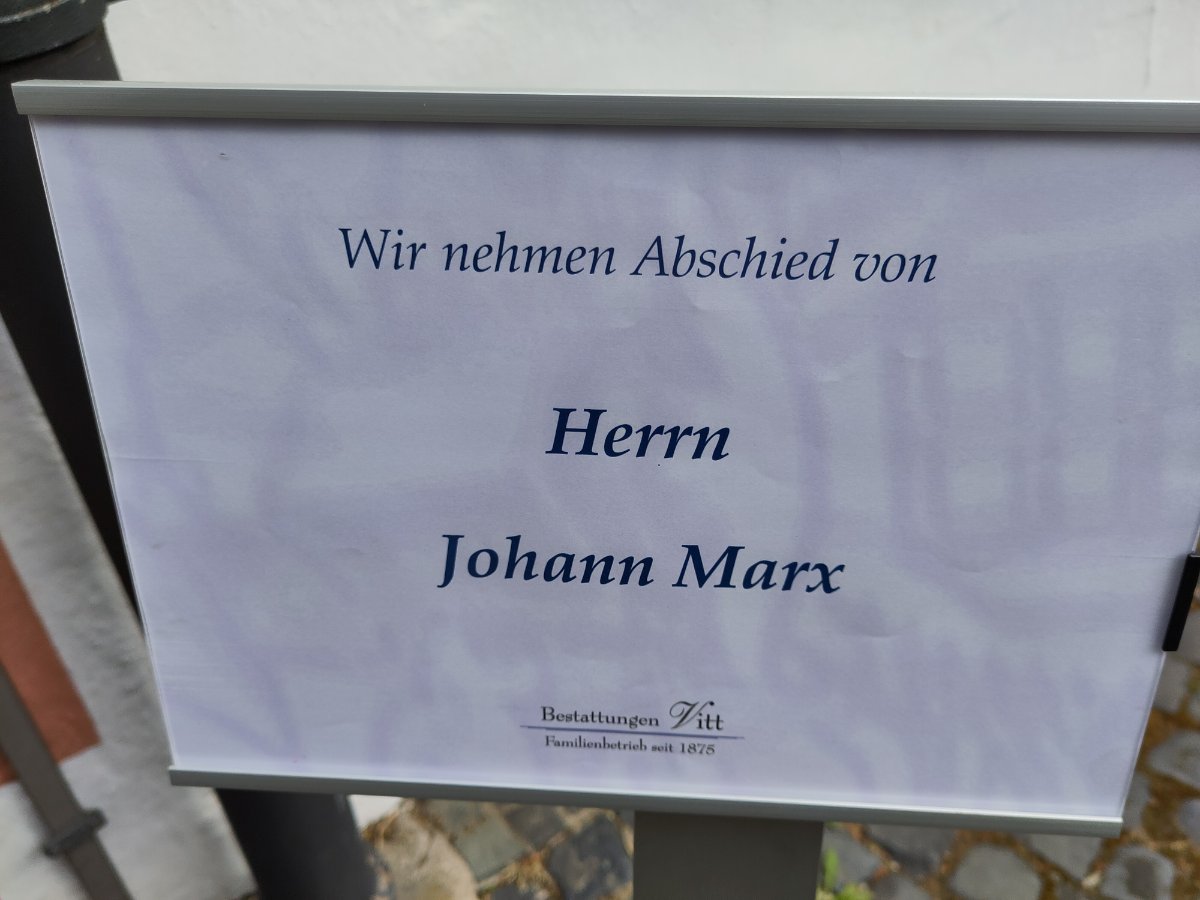 Wir nehmen Abschied von
Herrn
Johann Marx
Bestattungen Vitt
Familienbetrieb seit 1875